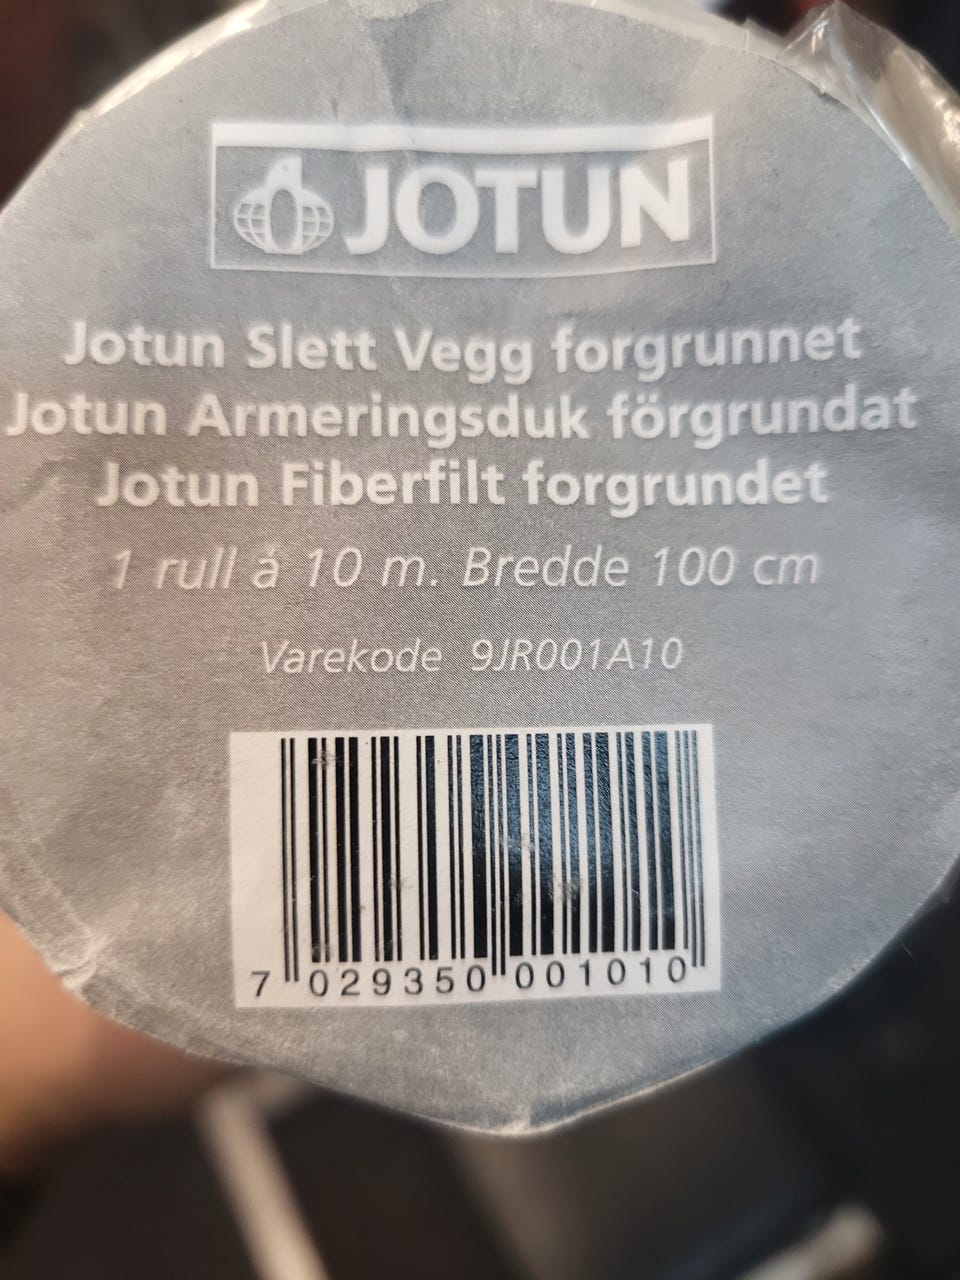 JOTUN
Jotun Slett Vegg forgrunnet
Jotun Armeringsduk förgrundat
Jotun Fiberfilt forgrundet
1 rull á 10 m. Bredde 100 cm
Varekode 9JR001A10
7 029350 001010